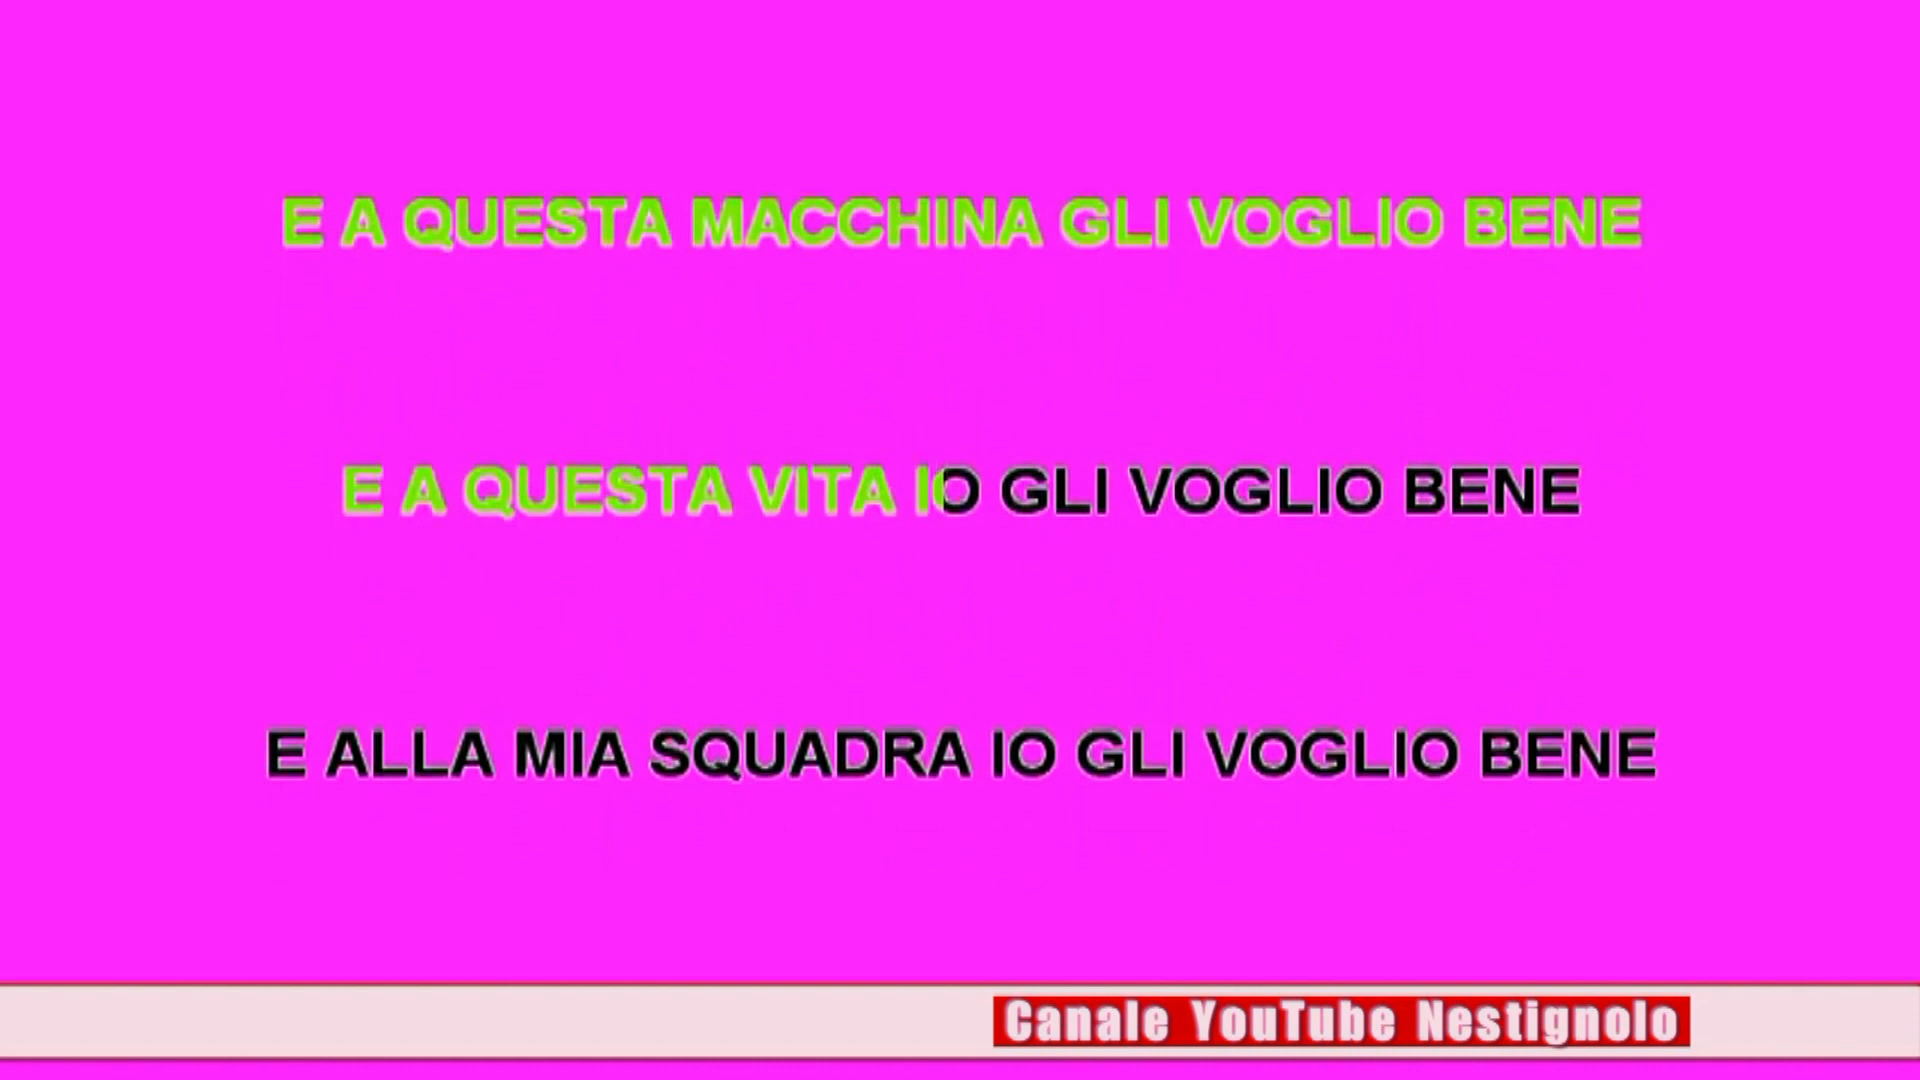 E A QUESTA MACCHINA GLI VOGLIO BENE
E A QUESTA VITA IO GLI VOGLIO BENE
E ALLA MIA SQUADRA IO GLI VOGLIO BENE
Canale YouTube Nestignolo